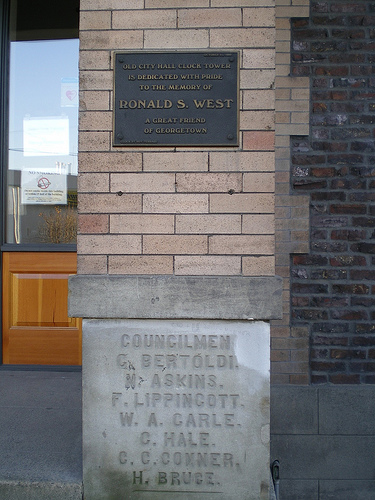 OLD CITY HALL CLOCK TOWER
IS DEDICATED WITH PRIDE
TO THE MEMORY OF
RONALD S. WEST
A GREAT FRIEND
OF GEORGETOWN
COUNCILMEN
G. BERTOLDI.
N. ASKINS.
F. LIPPINCOTT.
W. A. CARLE.
C. HALE.
C. C. CONNER,
H. BRUCE.